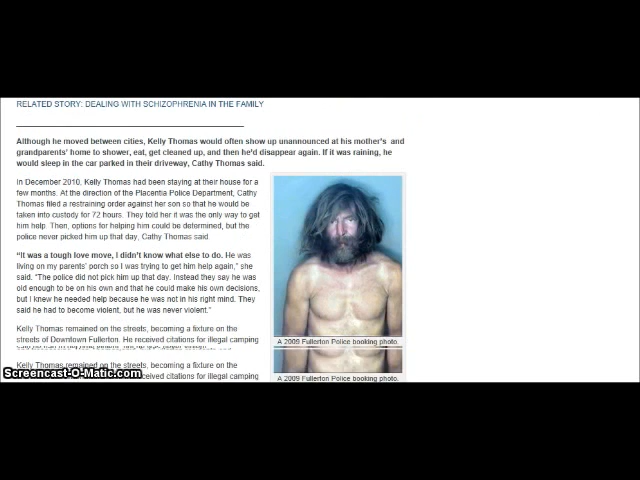 RELATED STORY: DEALING WITH SCHIZOPHRENIA IN THE FAMILY
Although he moved between cities, Kelly Thomas would often show up unannounced at his mother's and
grandparents' home to shower, eat, get cleaned up, and then he'd disappear again. If it was raining, he
would sleep in the car parked in their driveway, Cathy Thomas said.
In December 2010, Kelly Thomas had been staying at their house for a
few months. At the direction of the Placentia Police Department, Cathy
Thomas filed a restraining order against her son so that he would be
taken into custody for 72 hours. They told her it was the only way to get
him help. Then, options for helping him could be determined, but the
police never picked him up that day, Cathy Thomas said.
“It was a tough love move, I didn't know what else to do. He was
living on my parents' porch so I was trying to get him help again,” she
said. “The police did not pick him up that day. Instead they say he was
old enough to be on his own and that he could make his own decisions,
but I knew he needed help because he was not in his right mind. They
said he had to become violent, but he was never violent.”
Kelly Thomas remained on the streets, becoming a fixture on the
streets of Downtown Fullerton. He received citations for illegal camping
A 2009 Fullerton Police booking photo.
Kelly Thomas remained on the streets, becoming a fixture on the
received citations for illegal camping
A 2009 Fullerton Police booking photo.
Screencast-O-Matic.com